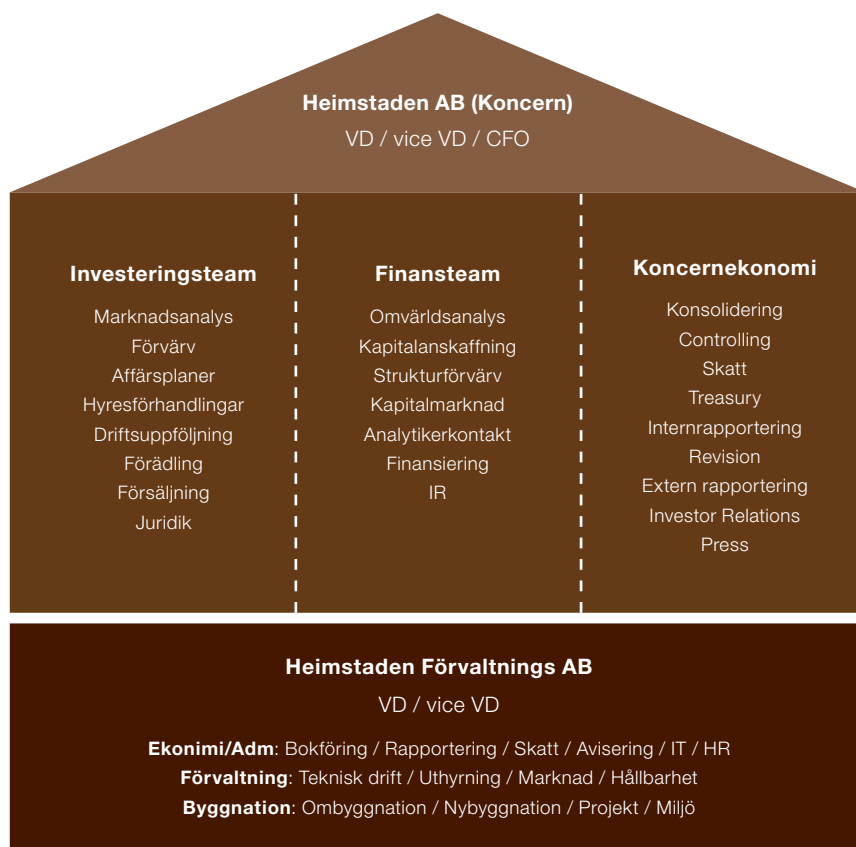 Heimstaden AB (Koncern)
VD / vice VD / CFO
Investeringsteam
Marknadsanalys
Förvärv
Affärsplaner
Hyresförhandlingar
Driftsuppföljning
Förädling
Försäljning
Juridik
Finansteam
Omvärldsanalys
Kapitalanskaffning
Strukturförvärv
Kapitalmarknad
Analytikerkontakt
Finansiering
IR
Koncernekonomi
Konsolidering
Controlling
Skatt
Treasury
Internrapportering
Revision
Extern rapportering
Investor Relations
Press
Heimstaden Förvaltnings AB
VD / vice VD
Ekonimi/Adm: Bokföring / Rapportering / Skatt / Avisering / IT / HR
Förvaltning: Teknisk drift / Uthyrning / Marknad / Hållbarhet
Byggnation: Ombyggnation / Nybyggnation / Projekt / Miljö